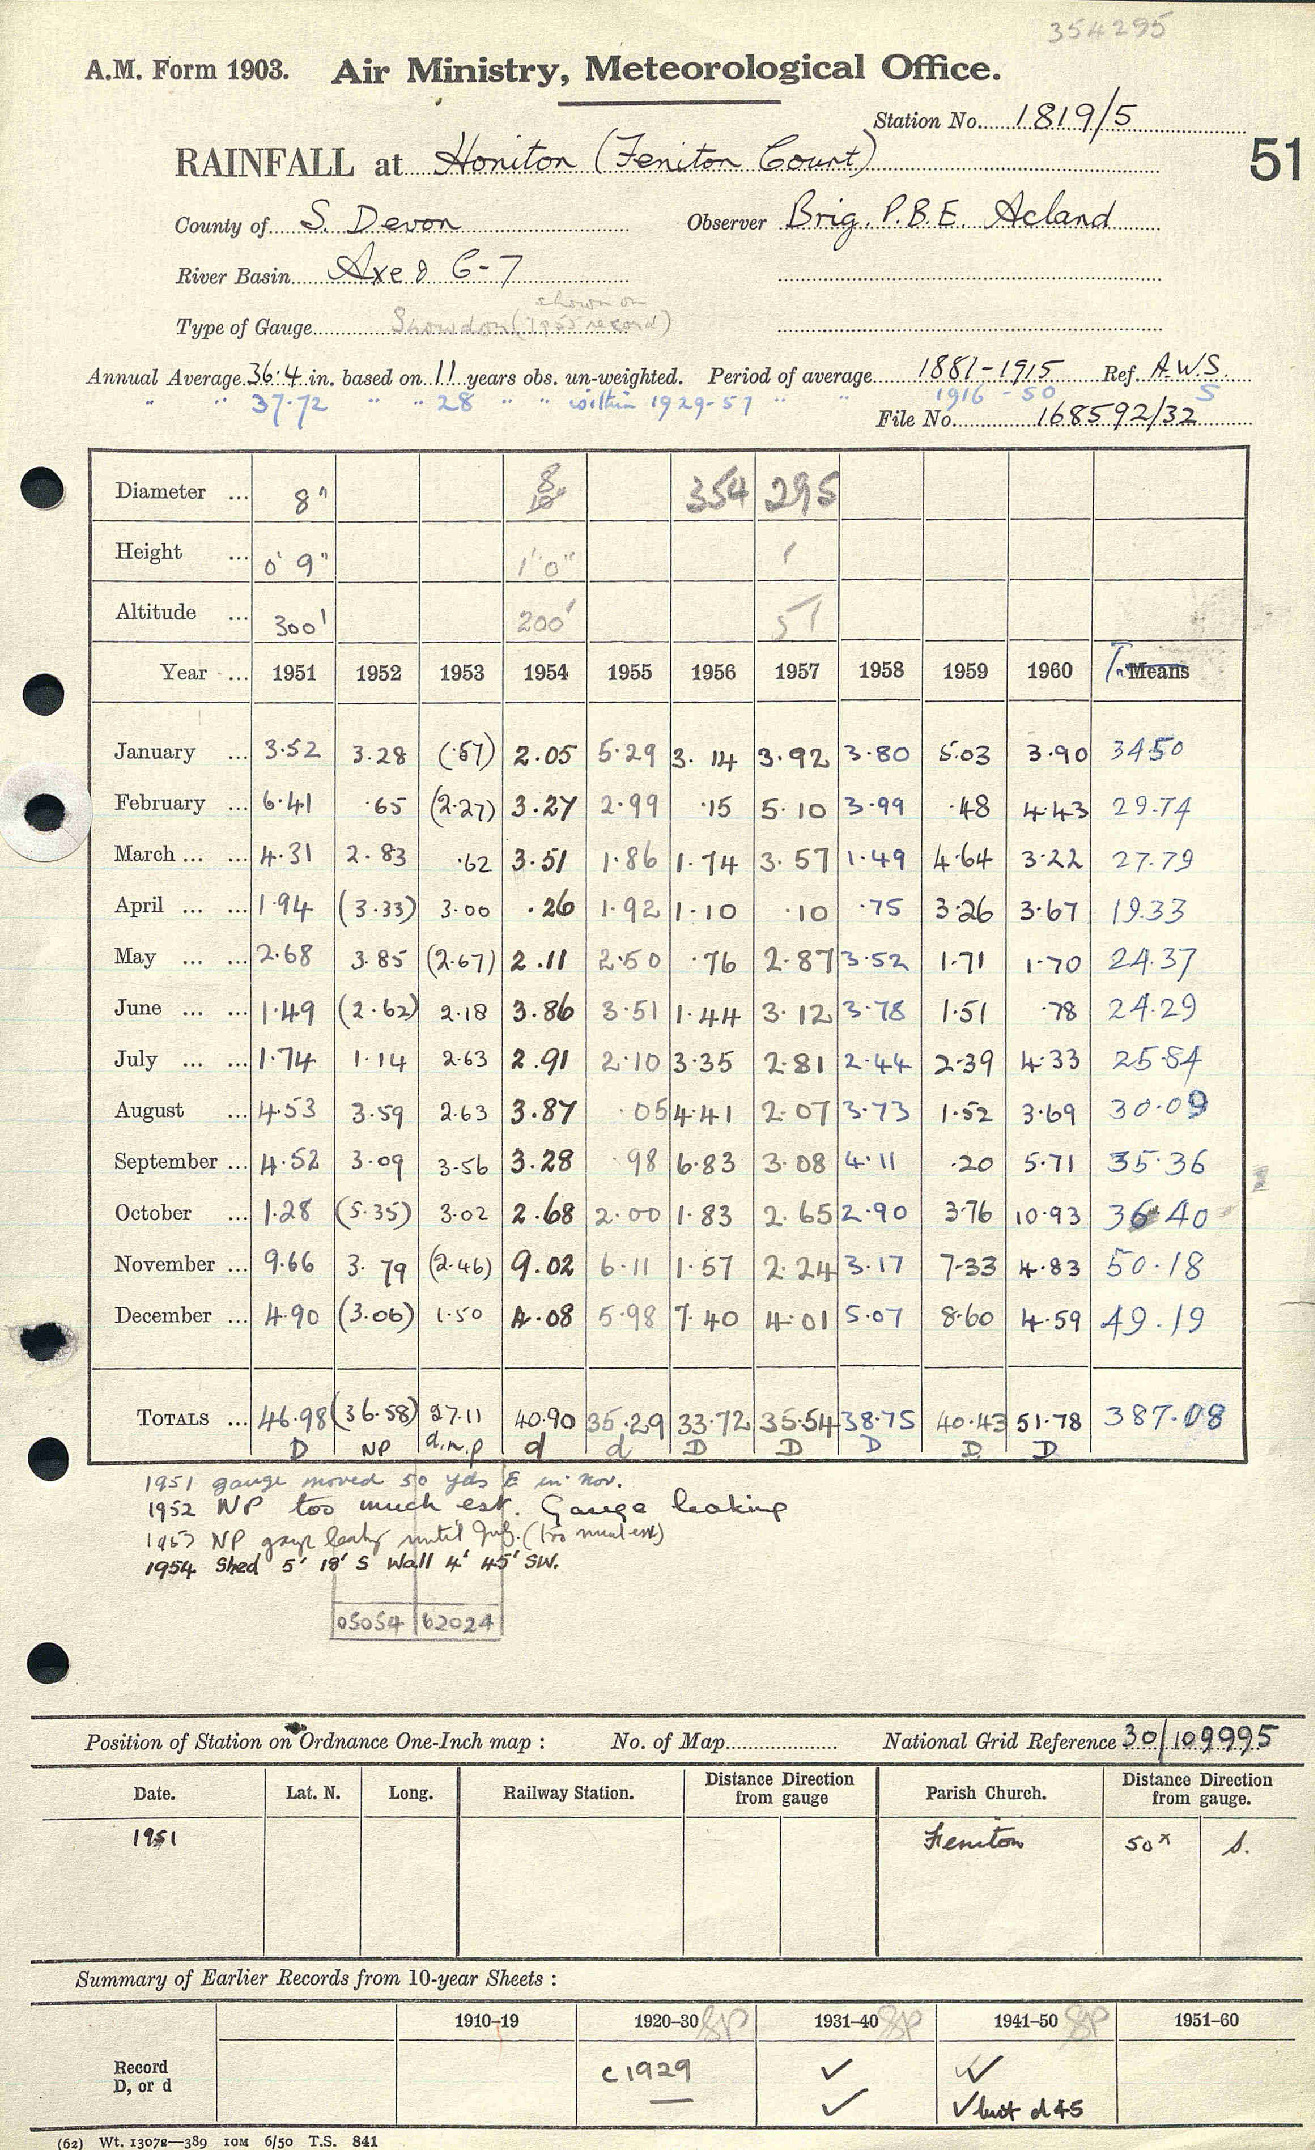 354295
A.M. Form 1903. Air Ministry, Meteorological Office.
Station No. 1819/5
RAINFALL at Honiton (Feniton Court)
51
County of S. Devon Observer Brig. P.B.E. Acland
River Basin Axe & 6-7
shown on
Type of Gauge Snowdon (1955 record)
Annual Average 36.4 in. based on 11 years obs. un-weighted. Period of average 1881-1915 Ref. A.W.S.
" " 37.72 " " 28 " " within 1929-57 " " 1916-50 S
File No. 168592/32
Diameter ... 8" 8 354 295
Height ... 0' 9" 1' 0" 1
Altitude ... 300' 200' 57
Year ... 1951 1952 1953 1954 1955 1956 1957 1958 1959 1960 T. Means
January ... 3.52 3.28 (.57) 2.05 5.29 3.14 3.92 3.80 5.03 3.90 34.50
February ... 6.41 .65 (2.27) 3.27 2.99 .15 5.10 3.99 .48 4.43 29.74
March ... ... 4.31 2.83 .62 3.51 1.86 1.74 3.57 1.49 4.64 3.22 27.79
April ... ... 1.94 (3.33) 3.00 .26 1.92 1.10 .10 .75 3.26 3.67 19.33
May ... ... 2.68 3.85 (2.67) 2.11 2.50 .76 2.87 3.52 1.71 1.70 24.37
June ... ... 1.49 (2.62) 2.18 3.86 3.51 1.44 3.12 3.78 1.51 .78 24.29
July ... ... 1.74 1.14 2.63 2.91 2.10 3.35 2.81 2.44 2.39 4.33 25.84
August ... 4.53 3.59 2.63 3.87 .05 4.41 2.07 3.73 1.52 3.69 30.09
September ... 4.52 3.09 3.56 3.28 .98 6.83 3.08 4.11 .20 5.71 35.36
October ... 1.28 (5.35) 3.02 2.68 2.00 1.83 2.65 2.90 3.76 10.93 36.40
November ... 9.66 3.79 (2.46) 9.02 6.11 1.57 2.24 3.17 7.33 4.83 50.18
December ... 4.90 (3.06) 1.50 4.08 5.98 7.40 4.01 5.07 8.60 4.59 49.19
TOTALS ... 46.98 (36.58) 27.11 40.90 35.29 33.72 35.54 38.75 40.43 51.78 387.08
D NP d.n.p d d D D D D D
1951 gauge moved 50 yds E in Nov.
1952 NP too much est. Gauge leaking
1953 NP gauge leaky until July. (too much est)
1954 Shed 5' 18' S Wall 4' 45' SW.
05054 62024
Position of Station on Ordnance One-Inch map : No. of Map National Grid Reference 30/109995
Date. Lat. N. Long. Railway Station. Distance Direction from gauge Parish Church. Distance Direction from gauge.
1951 Feniton 50x S.
Summary of Earlier Records from 10-year Sheets :
1910-19 1920-30 SP 1931-40 SP 1941-50 SP 1951-60
Record c1929 ✓ ✓
D, or d — ✓ ✓ but d 45
(62) Wt. 13078—389 10M 6/50 T.S. 841